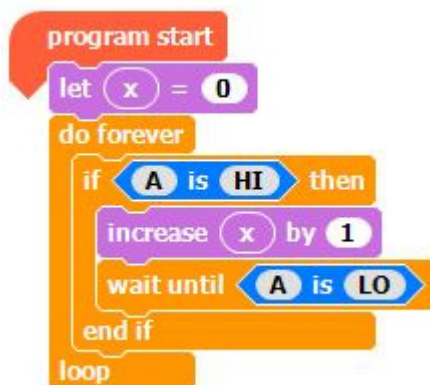 program start
let x = 0
do forever
if A is HI then
increase x by 1
wait until A is LO
end if
loop